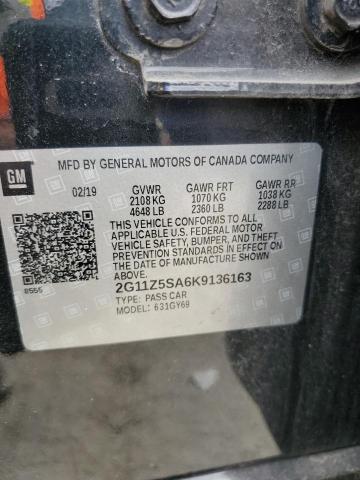 GM
MFD BY GENERAL MOTORS OF CANADA COMPANY
02/19 GVWR GAWR FRT GAWR RR
2108 KG 1070 KG 1038 KG
4648 LB 2360 LB 2288 LB
THIS VEHICLE CONFORMS TO ALL
APPLICABLE U.S. FEDERAL MOTOR
VEHICLE SAFETY, BUMPER, AND THEFT
PREVENTION STANDARDS IN EFFECT ON
THE DATE OF MANUFACTURE SHOWN
ABOVE.
8555 2G11Z5SA6K9136163
TYPE: PASS CAR
MODEL: 631GY69